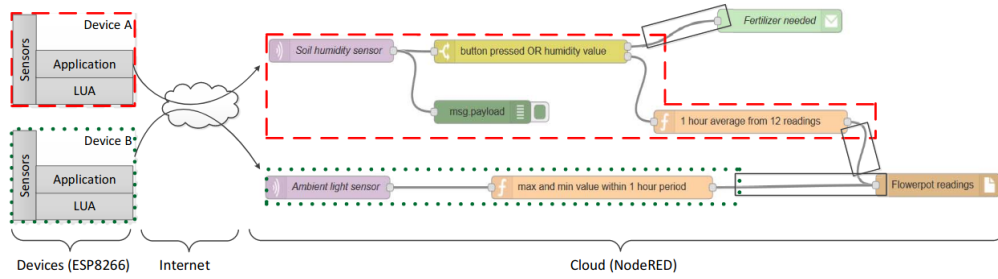 Device A
Sensors
Application
LUA
Device B
Sensors
Application
LUA
Fertilizer needed
Soil humidity sensor
button pressed OR humidity value
msg payload
1 hour average from 12 readings
Ambient light sensor
max and min value within 1 hour period
Flowerpot readings
Devices (ESP8266)
Internet
Cloud (NodeRED)